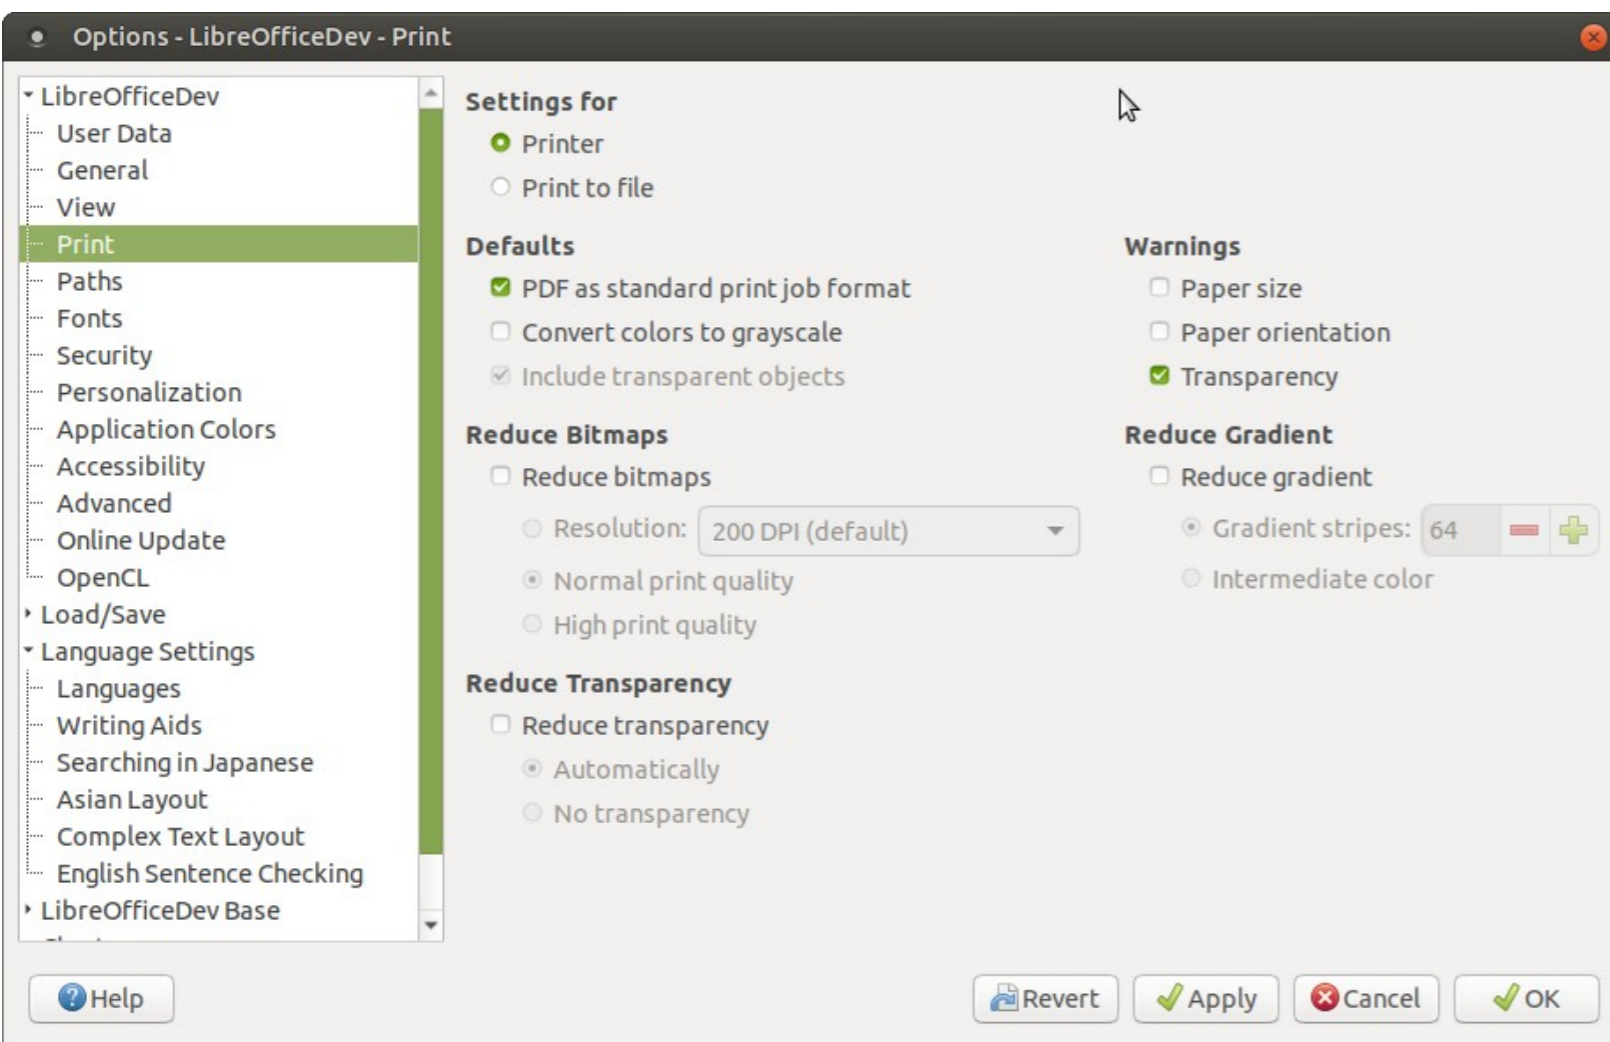 Options - LibreOfficeDev - Print
LibreOfficeDev
User Data
General
View
Print
Paths
Fonts
Security
Personalization
Application Colors
Accessibility
Advanced
Online Update
OpenCL
Load/Save
Language Settings
Languages
Writing Aids
Searching in Japanese
Asian Layout
Complex Text Layout
English Sentence Checking
LibreOfficeDev Base
Settings for
Printer
Print to file
Defaults
PDF as standard print job format
Convert colors to grayscale
Include transparent objects
Warnings
Paper size
Paper orientation
Transparency
Reduce Bitmaps
Reduce bitmaps
Resolution: 200 DPI (default)
Normal print quality
High print quality
Reduce Gradient
Reduce gradient
Gradient stripes: 64
Intermediate color
Reduce Transparency
Reduce transparency
Automatically
No transparency
Help
Revert
Apply
Cancel
OK